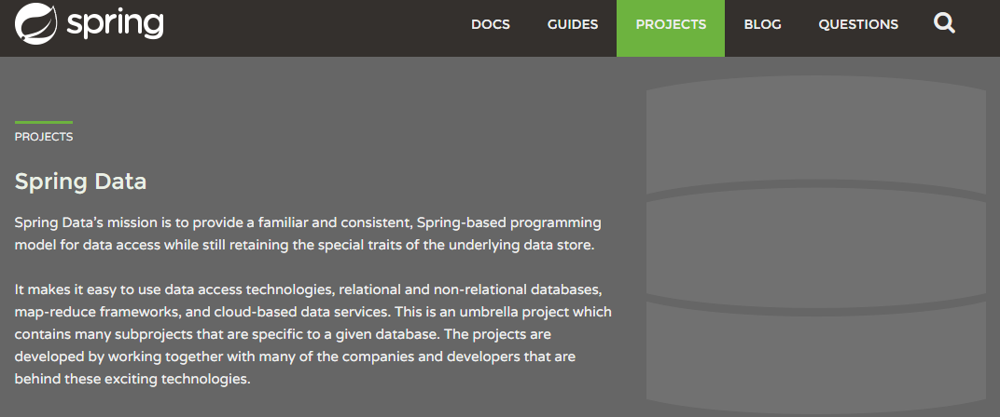 spring
DOCS GUIDES PROJECTS BLOG QUESTIONS
PROJECTS
Spring Data
Spring Data's mission is to provide a familiar and consistent, Spring-based programming
model for data access while still retaining the special traits of the underlying data store.
It makes it easy to use data access technologies, relational and non-relational databases,
map-reduce frameworks, and cloud-based data services. This is an umbrella project which
contains many subprojects that are specific to a given database. The projects are
developed by working together with many of the companies and developers that are
behind these exciting technologies.